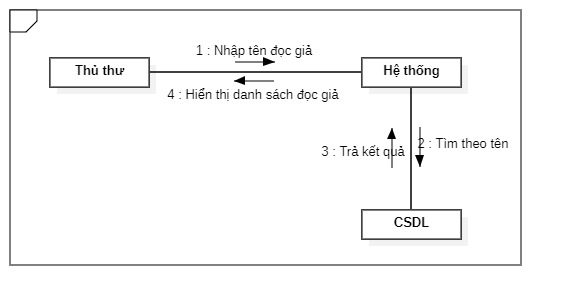 1 : Nhập tên đọc giả
Thủ thư
Hệ thống
4 : Hiển thị danh sách đọc giả
3 : Trả kết quả
2 : Tìm theo tên
CSDL